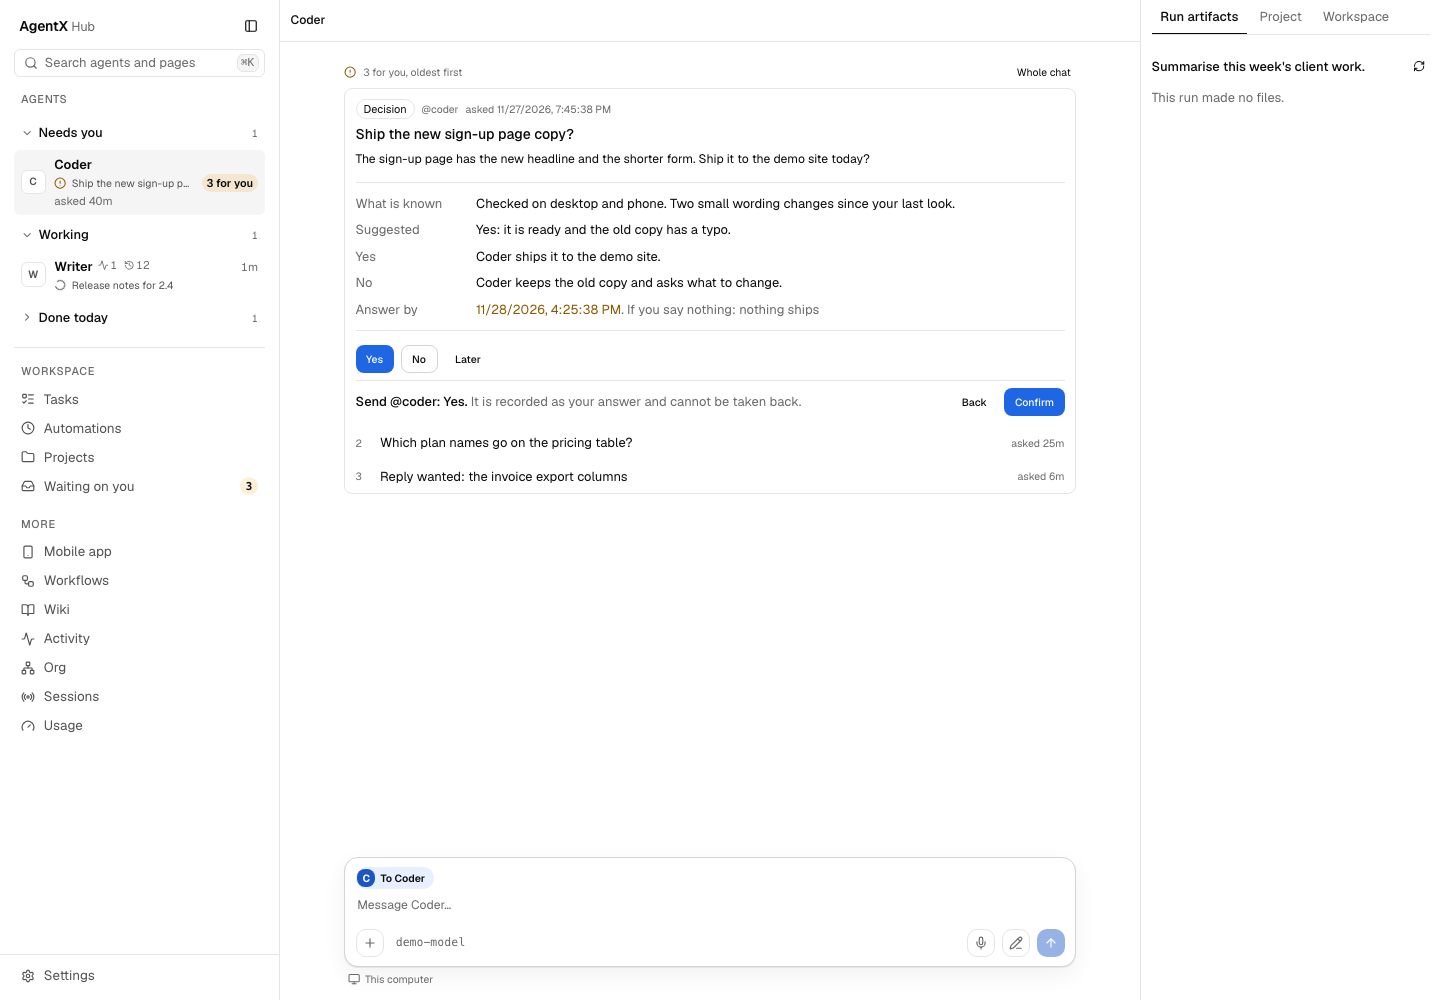 AgentX Hub
Search agents and pages
⌘K
AGENTS
Needs you
1
C
Coder
Ship the new sign-up p...
3 for you
asked 40m
Working
1
W
Writer
1
12
1m
Release notes for 2.4
Done today
1
WORKSPACE
Tasks
Automations
Projects
Waiting on you
3
MORE
Mobile app
Workflows
Wiki
Activity
Org
Sessions
Usage
Settings
Coder
3 for you, oldest first
Whole chat
Decision
@coder
asked 11/27/2026, 7:45:38 PM
Ship the new sign-up page copy?
The sign-up page has the new headline and the shorter form. Ship it to the demo site today?
What is known
Checked on desktop and phone. Two small wording changes since your last look.
Suggested
Yes: it is ready and the old copy has a typo.
Yes
Coder ships it to the demo site.
No
Coder keeps the old copy and asks what to change.
Answer by
11/28/2026, 4:25:38 PM. If you say nothing: nothing ships
Yes
No
Later
Send @coder: Yes. It is recorded as your answer and cannot be taken back.
Back
Confirm
2
Which plan names go on the pricing table?
asked 25m
3
Reply wanted: the invoice export columns
asked 6m
C
To Coder
Message Coder...
demo-model
This computer
Run artifacts
Project
Workspace
Summarise this week's client work.
This run made no files.